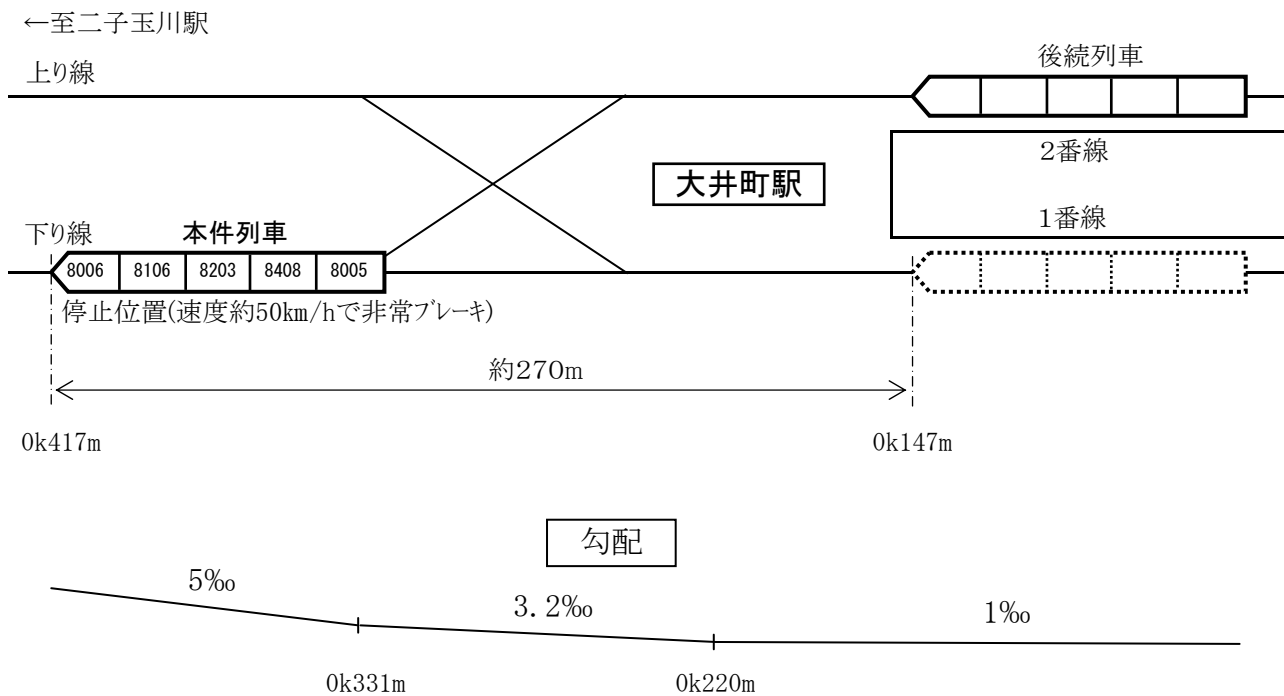 ←至二子玉川駅
上り線
後続列車
2番線
大井町駅
1番線
下り線
本件列車
8006 8106 8203 8408 8005
停止位置(速度約50km/hで非常ブレーキ)
約270m
0k417m
0k147m
勾配
5‰
3.2‰
1‰
0k331m
0k220m